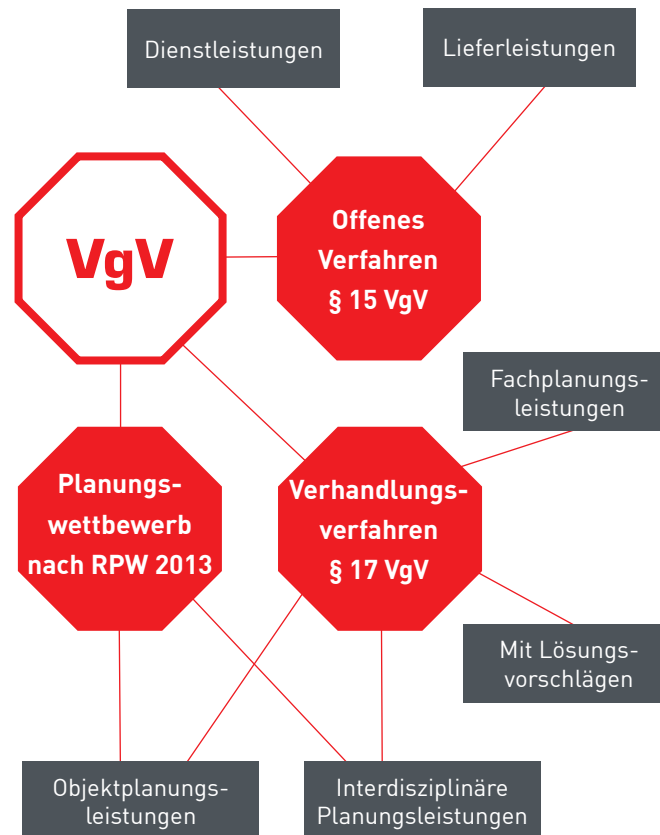 Dienstleistungen
Lieferleistungen
VgV
Offenes
Verfahren
§ 15 VgV
Fachplanungs-
leistungen
Planungs-
wettbewerb
nach RPW 2013
Verhandlungs-
verfahren
§ 17 VgV
Mit Lösungs-
vorschlägen
Objektplanungs-
leistungen
Interdisziplinäre
Planungsleistungen